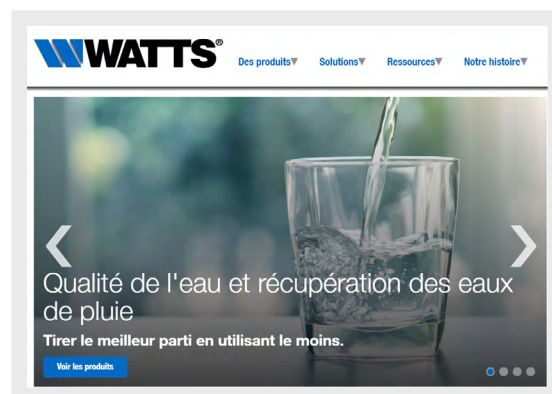 WATTS®
Des produits▼ Solutions▼ Ressources▼ Notre histoire▼
Qualité de l'eau et récupération des eaux
de pluie
Tirer le meilleur parti en utilisant le moins.
Voir les produits